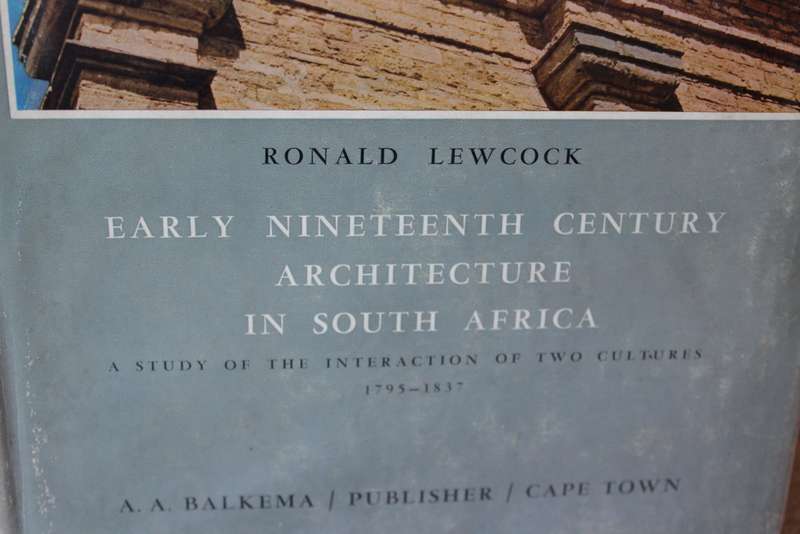 RONALD LEWCOCK
EARLY NINETEENTH CENTURY
ARCHITECTURE
IN SOUTH AFRICA
A STUDY OF THE INTERACTION OF TWO CULTURES
1795–1837
A. A. BALKEMA / PUBLISHER / CAPE TOWN